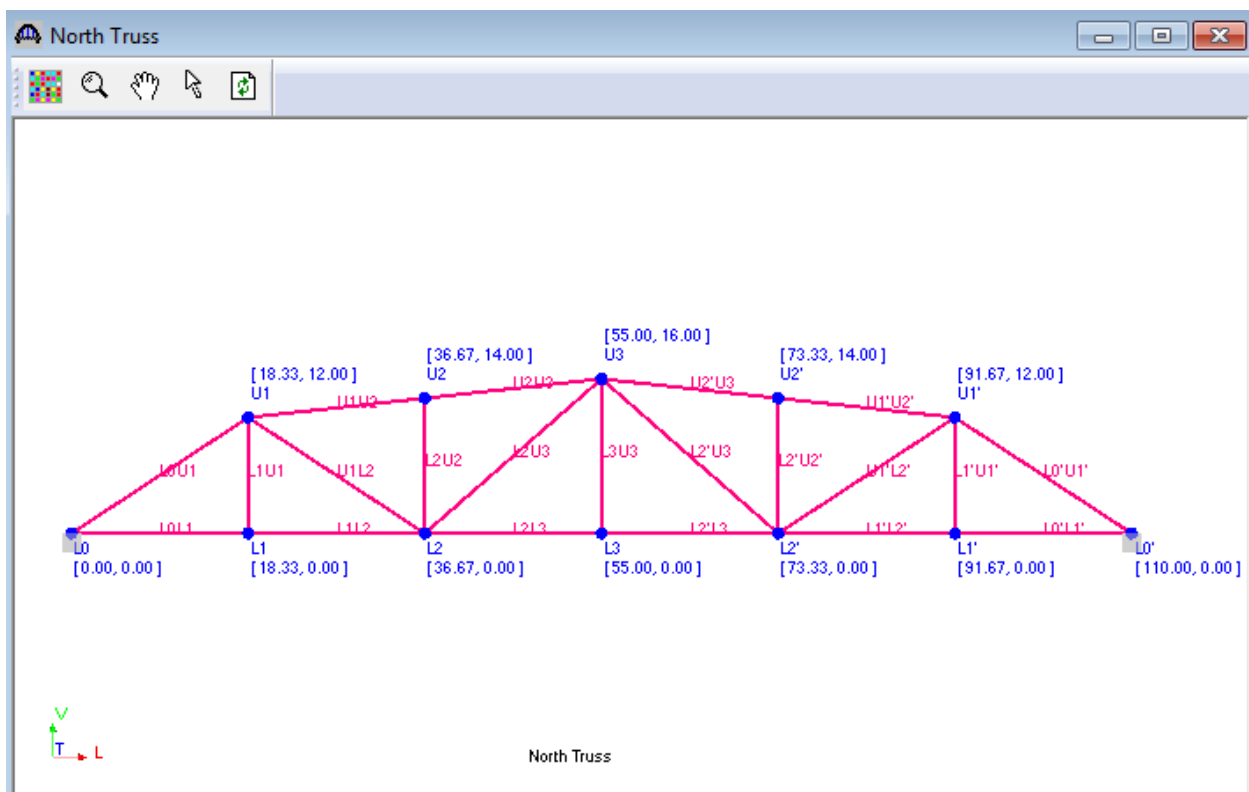 North Truss
[55.00, 16.00]
U3
[36.67, 14.00]
U2
[73.33, 14.00]
U2'
[18.33, 12.00]
U1
[91.67, 12.00]
U1'
U2U3
U2'U3
U1U2
U1'U2'
L0U1
L1U1
U1L2
L2U2
L2U3
L3U3
L2'U3
L2'U2'
U1'L2'
L1'U1'
L0'U1'
L0L1
L1L2
L2L3
L2'L3
L1'L2'
L0'L1'
L0
L1
L2
L3
L2'
L1'
L0'
[0.00, 0.00]
[18.33, 0.00]
[36.67, 0.00]
[55.00, 0.00]
[73.33, 0.00]
[91.67, 0.00]
[110.00, 0.00]
V
T
L
North Truss